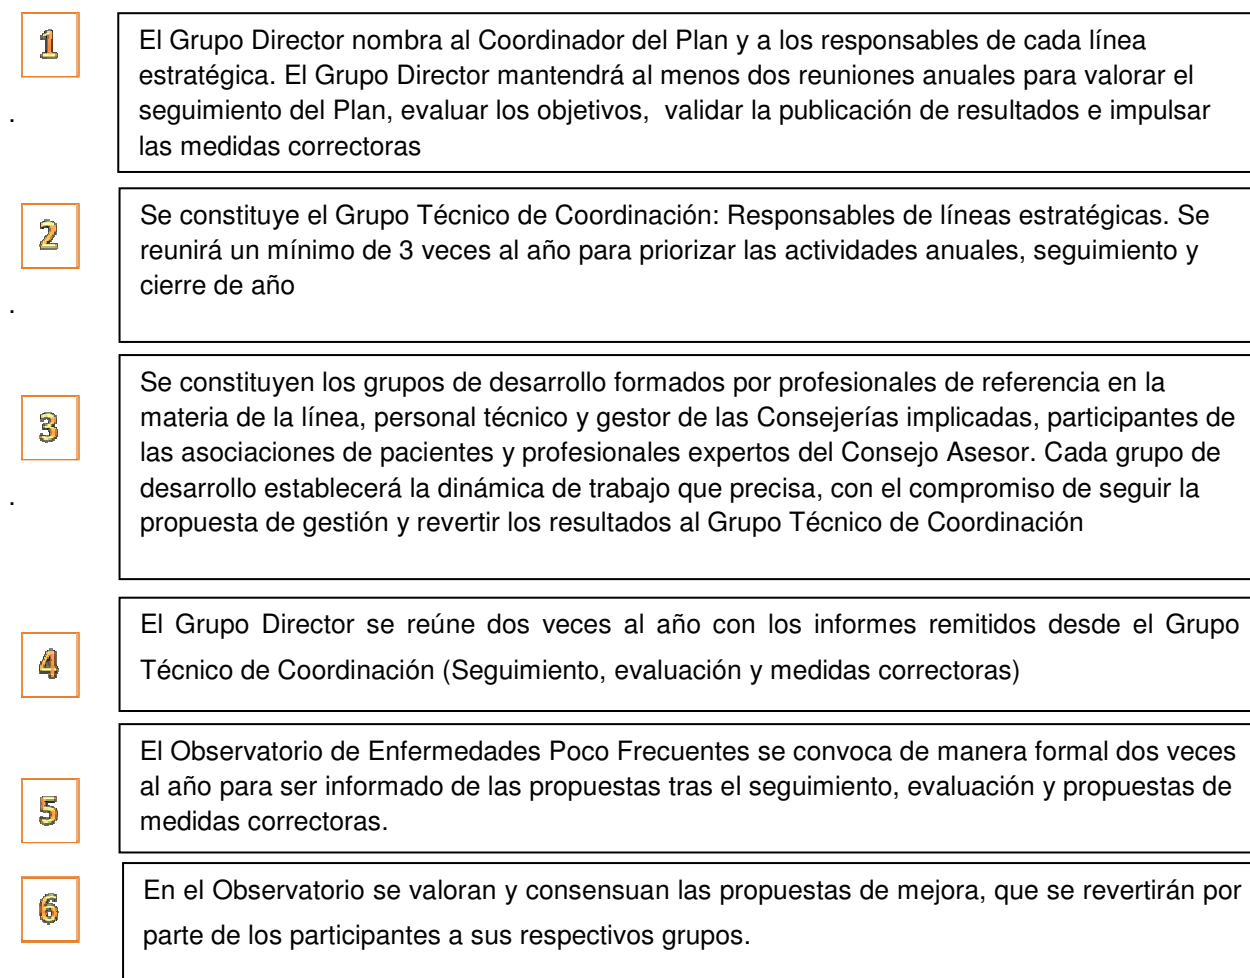 1
El Grupo Director nombra al Coordinador del Plan y a los responsables de cada línea
estratégica. El Grupo Director mantendrá al menos dos reuniones anuales para valorar el
seguimiento del Plan, evaluar los objetivos, validar la publicación de resultados e impulsar
.
las medidas correctoras
2
Se constituye el Grupo Técnico de Coordinación: Responsables de líneas estratégicas. Se
reunirá un mínimo de 3 veces al año para priorizar las actividades anuales, seguimiento y
cierre de año
.
3
Se constituyen los grupos de desarrollo formados por profesionales de referencia en la
materia de la línea, personal técnico y gestor de las Consejerías implicadas, participantes de
las asociaciones de pacientes y profesionales expertos del Consejo Asesor. Cada grupo de
desarrollo establecerá la dinámica de trabajo que precisa, con el compromiso de seguir la
.
propuesta de gestión y revertir los resultados al Grupo Técnico de Coordinación
4
El Grupo Director se reúne dos veces al año con los informes remitidos desde el Grupo
Técnico de Coordinación (Seguimiento, evaluación y medidas correctoras)
5
El Observatorio de Enfermedades Poco Frecuentes se convoca de manera formal dos veces
al año para ser informado de las propuestas tras el seguimiento, evaluación y propuestas de
medidas correctoras.
6
En el Observatorio se valoran y consensuan las propuestas de mejora, que se revertirán por
parte de los participantes a sus respectivos grupos.